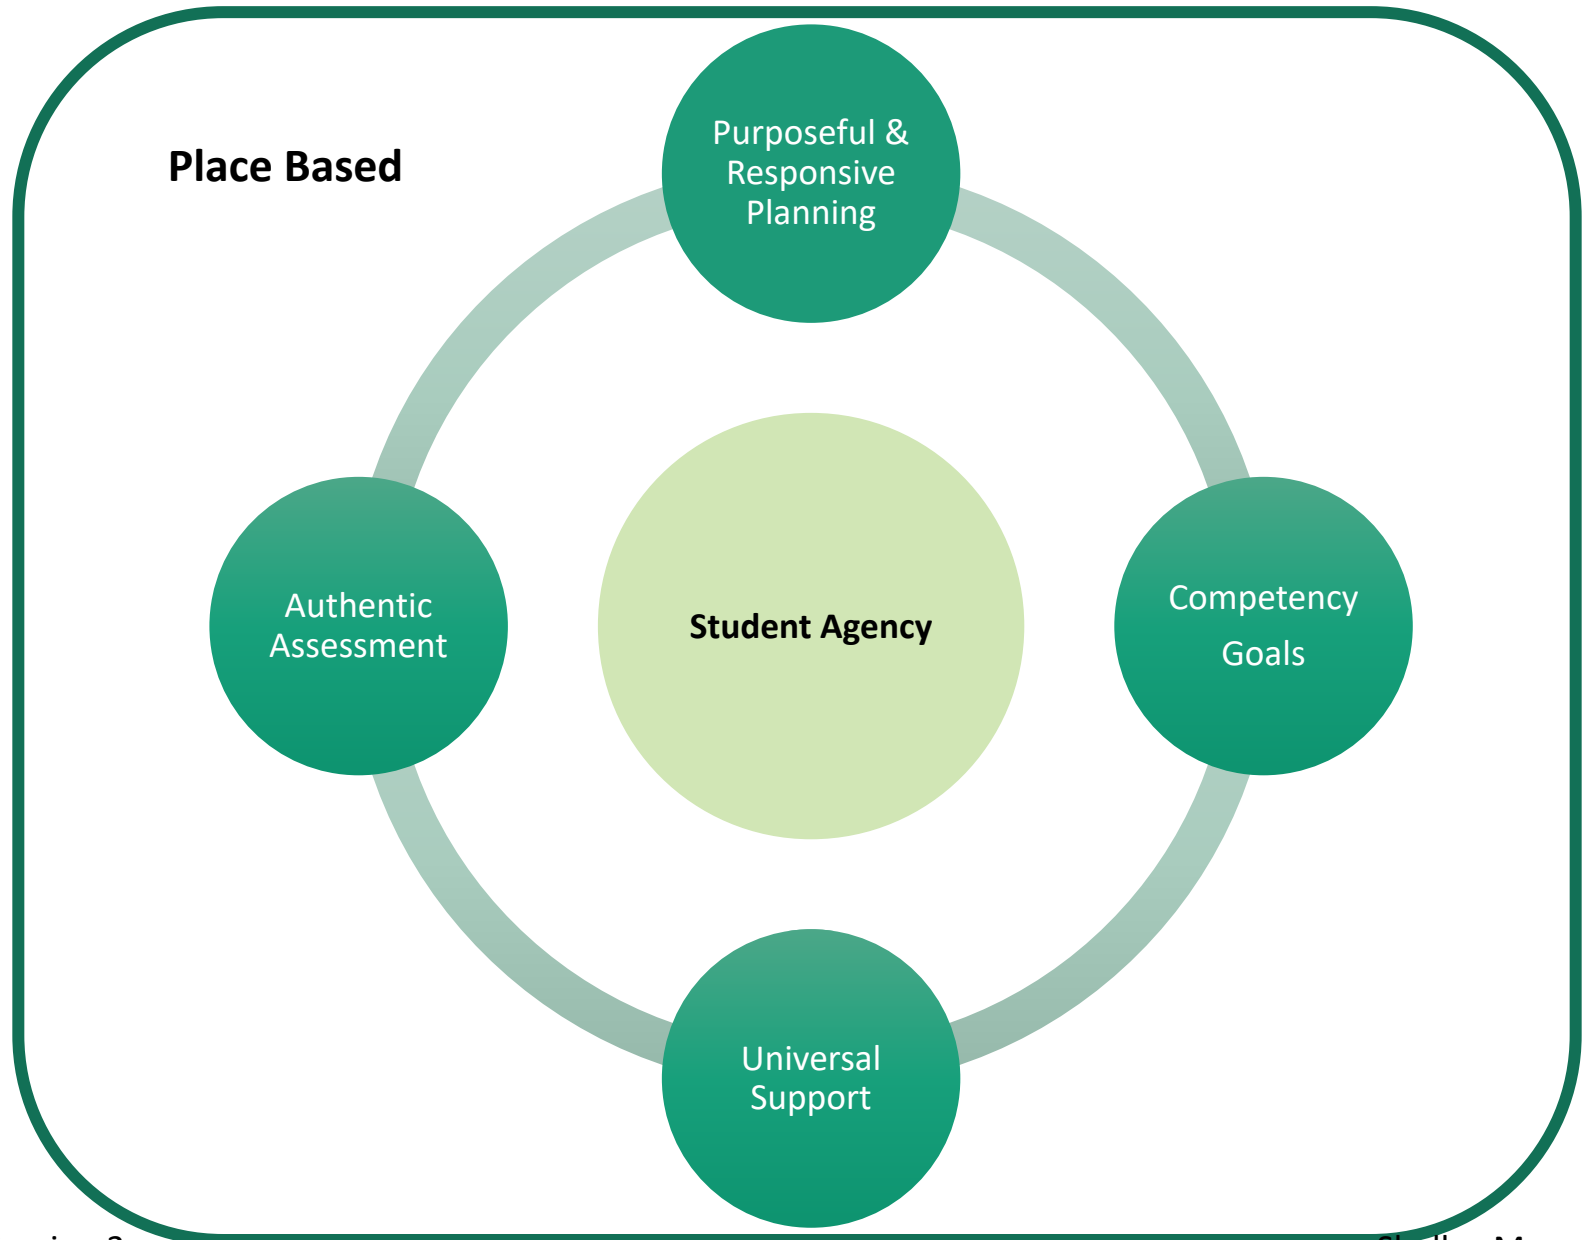 Place Based
Purposeful &
Responsive
Planning
Authentic
Assessment
Student Agency
Competency
Goals
Universal
Support